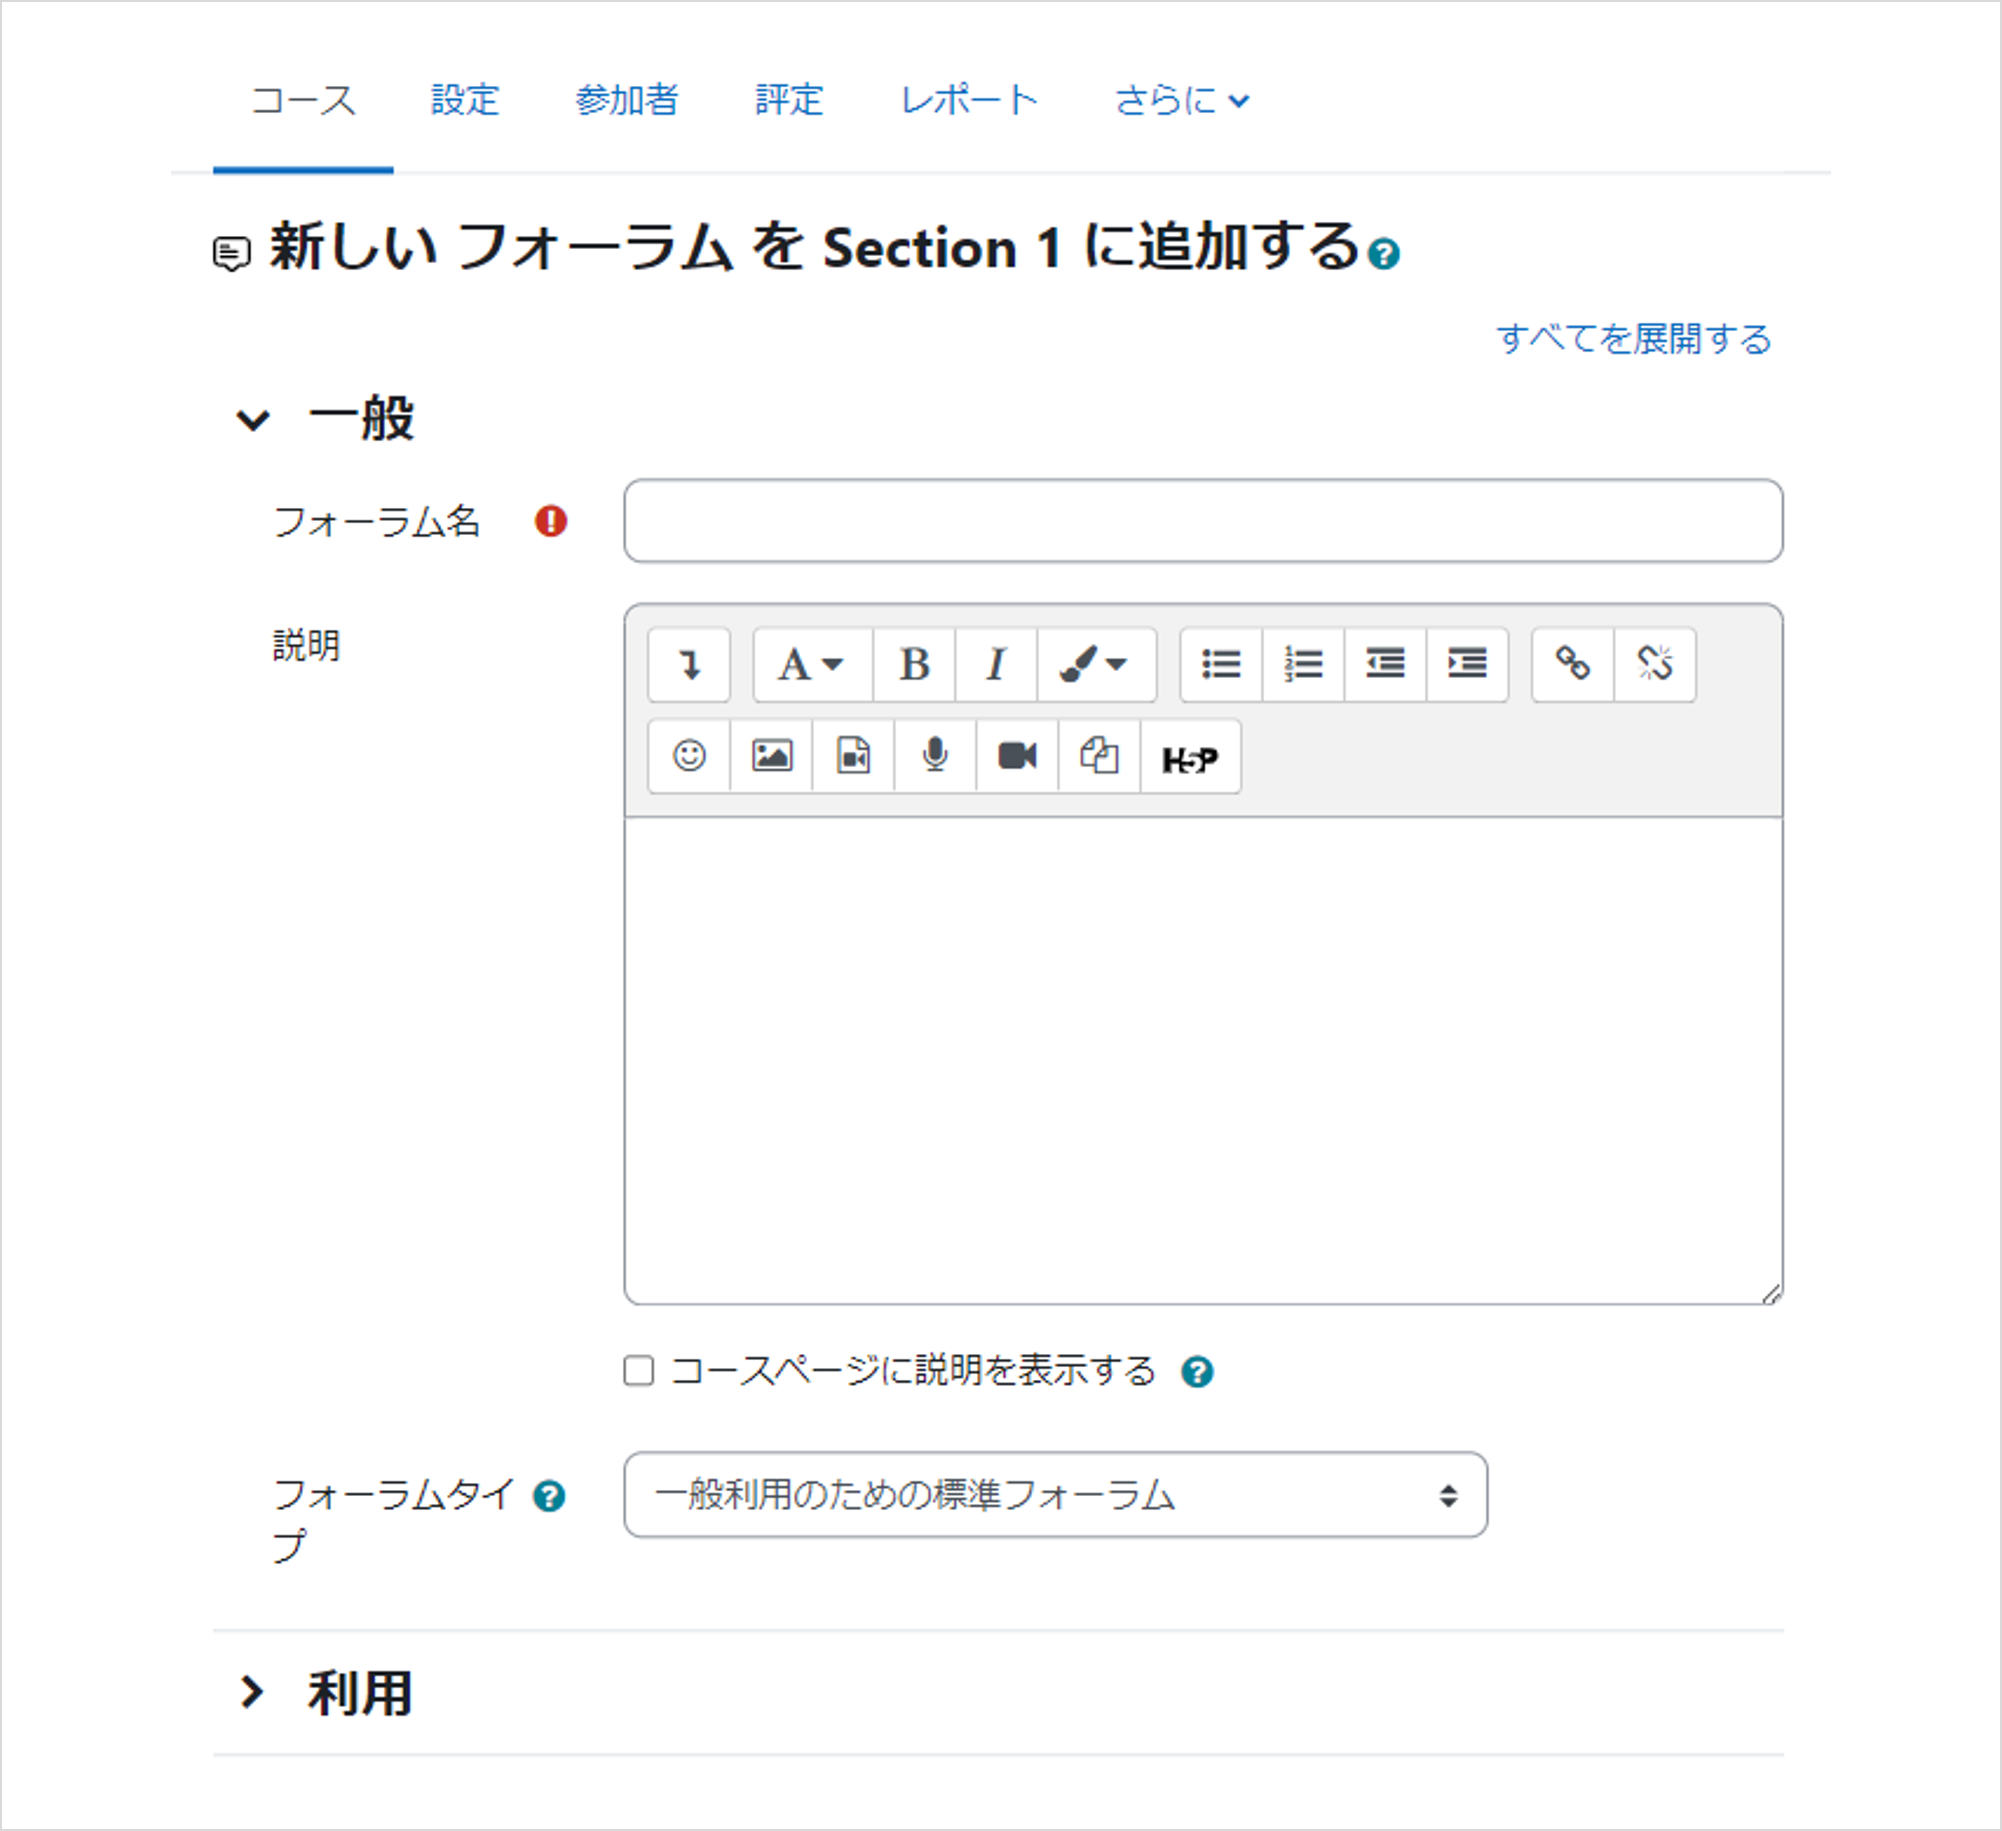 コース 設定 参加者 評定 レポート さらに
新しい フォーラム を Section 1 に追加する
すべてを展開する
一般
フォーラム名
説明
A B I
H5P
コースページに説明を表示する
フォーラムタイ
プ
一般利用のための標準フォーラム
利用